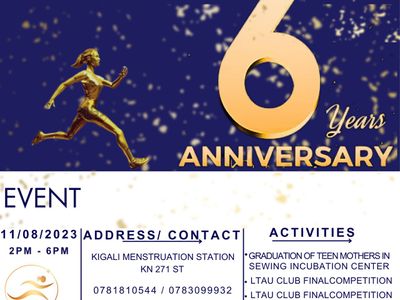 6
Years
ANNIVERSARY
EVENT
11/08/2023
2PM - 6PM
ADDRESS/ CONTACT
KIGALI MENSTRUATION STATION
KN 271 ST
0781810544 / 0783099932
ACTIVITIES
• GRADUATION OF TEEN MOTHERS IN
SEWING INCUBATION CENTER
• LTAU CLUB FINALCOMPETITION
• LTAU CLUB FINALCOMPETITION